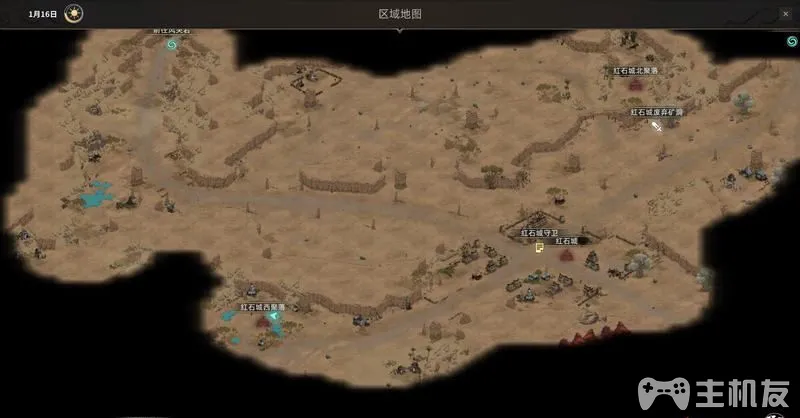 1月16日
区域地图
前往风哭岩
红石城北聚落
红石城废弃矿洞
红石城守卫
红石城
红石城西聚落
主机友